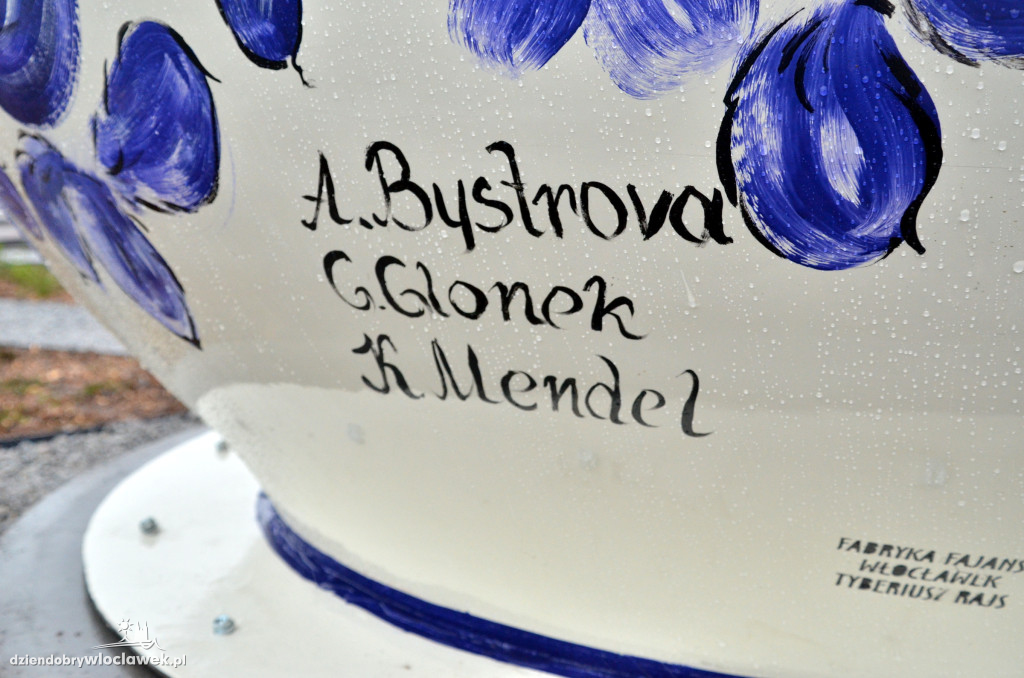 A. Bystrova
G. Glonek
K Mendel
FABRYKA FAJANS
WŁOCŁAWEK
TYBERIUSZ RAJS
dziendobrywloclawek.pl